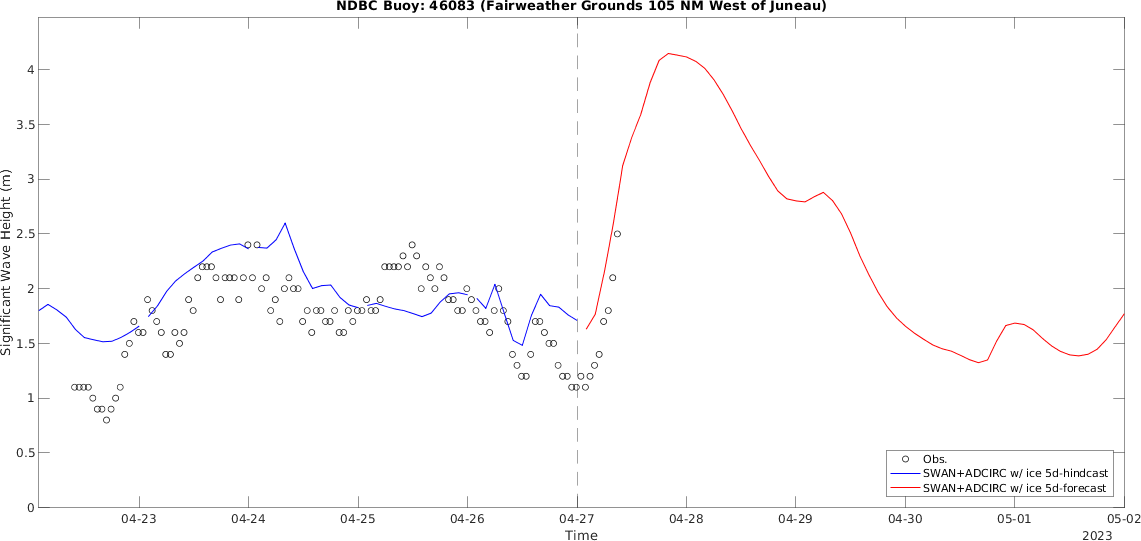 NDBC Buoy: 46083 (Fairweather Grounds 105 NM West of Juneau)
4
3.5
3
2.5
2
1.5
1
0.5
0
Significant Wave Height (m)
Obs.
SWAN+ADCIRC w/ ice 5d-hindcast
SWAN+ADCIRC w/ ice 5d-forecast
04-23 04-24 04-25 04-26 04-27 04-28 04-29 04-30 05-01 05-02
Time
2023